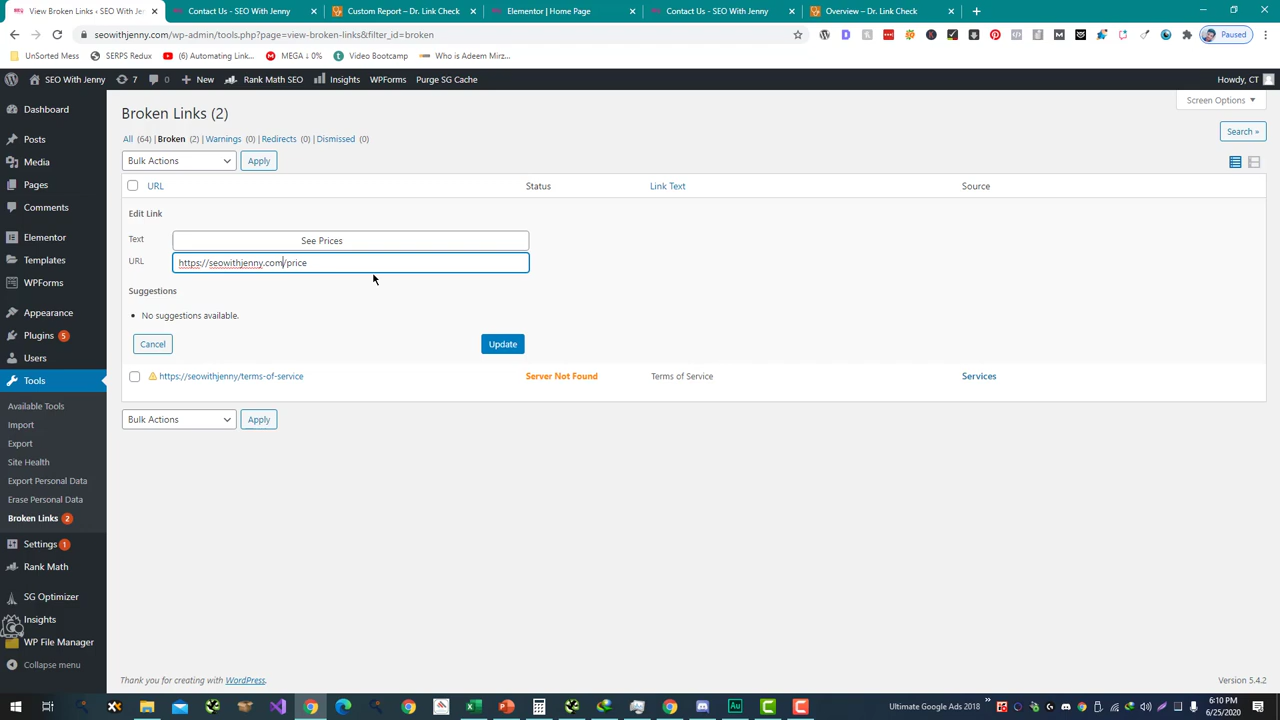 View Broken Links ‹ SEO With Jenny
Contact Us - SEO With Jenny
Custom Report – Dr. Link Check
Elementor | Home Page
Contact Us - SEO With Jenny
Overview – Dr. Link Check
seowithjenny.com/wp-admin/tools.php?page=view-broken-links&filter_id=broken
Paused
UnSorted Mess
SERPS Redux
(6) Automating Link...
MEGA ↓ 0%
Video Bootcamp
Who is Adeem Mirz...
SEO With Jenny
7
0
+ New
Rank Math SEO
Insights
WPForms
Purge SG Cache
Howdy, CT
Dashboard
Posts
Media
Pages
Comments
Elementor
Templates
WPForms
Appearance
Plugins 5
Users
Tools
Available Tools
Import
Export
Site Health
Export Personal Data
Erase Personal Data
Broken Links 2
Settings 1
Rank Math
SG Optimizer
Insights
WP File Manager
Collapse menu
Screen Options
Broken Links (2)
All (64) | Broken (2) | Warnings (0) | Redirects (0) | Dismissed (0)
Search »
Bulk Actions
Apply
URL
Status
Link Text
Source
Edit Link
Text
See Prices
URL
https://seowithjenny.com/price
Suggestions
No suggestions available.
Cancel
Update
https://seowithjenny/terms-of-service
Server Not Found
Terms of Service
Services
Bulk Actions
Apply
Thank you for creating with WordPress.
Version 5.4.2
Ultimate Google Ads 2018
6:10 PM
6/25/2020